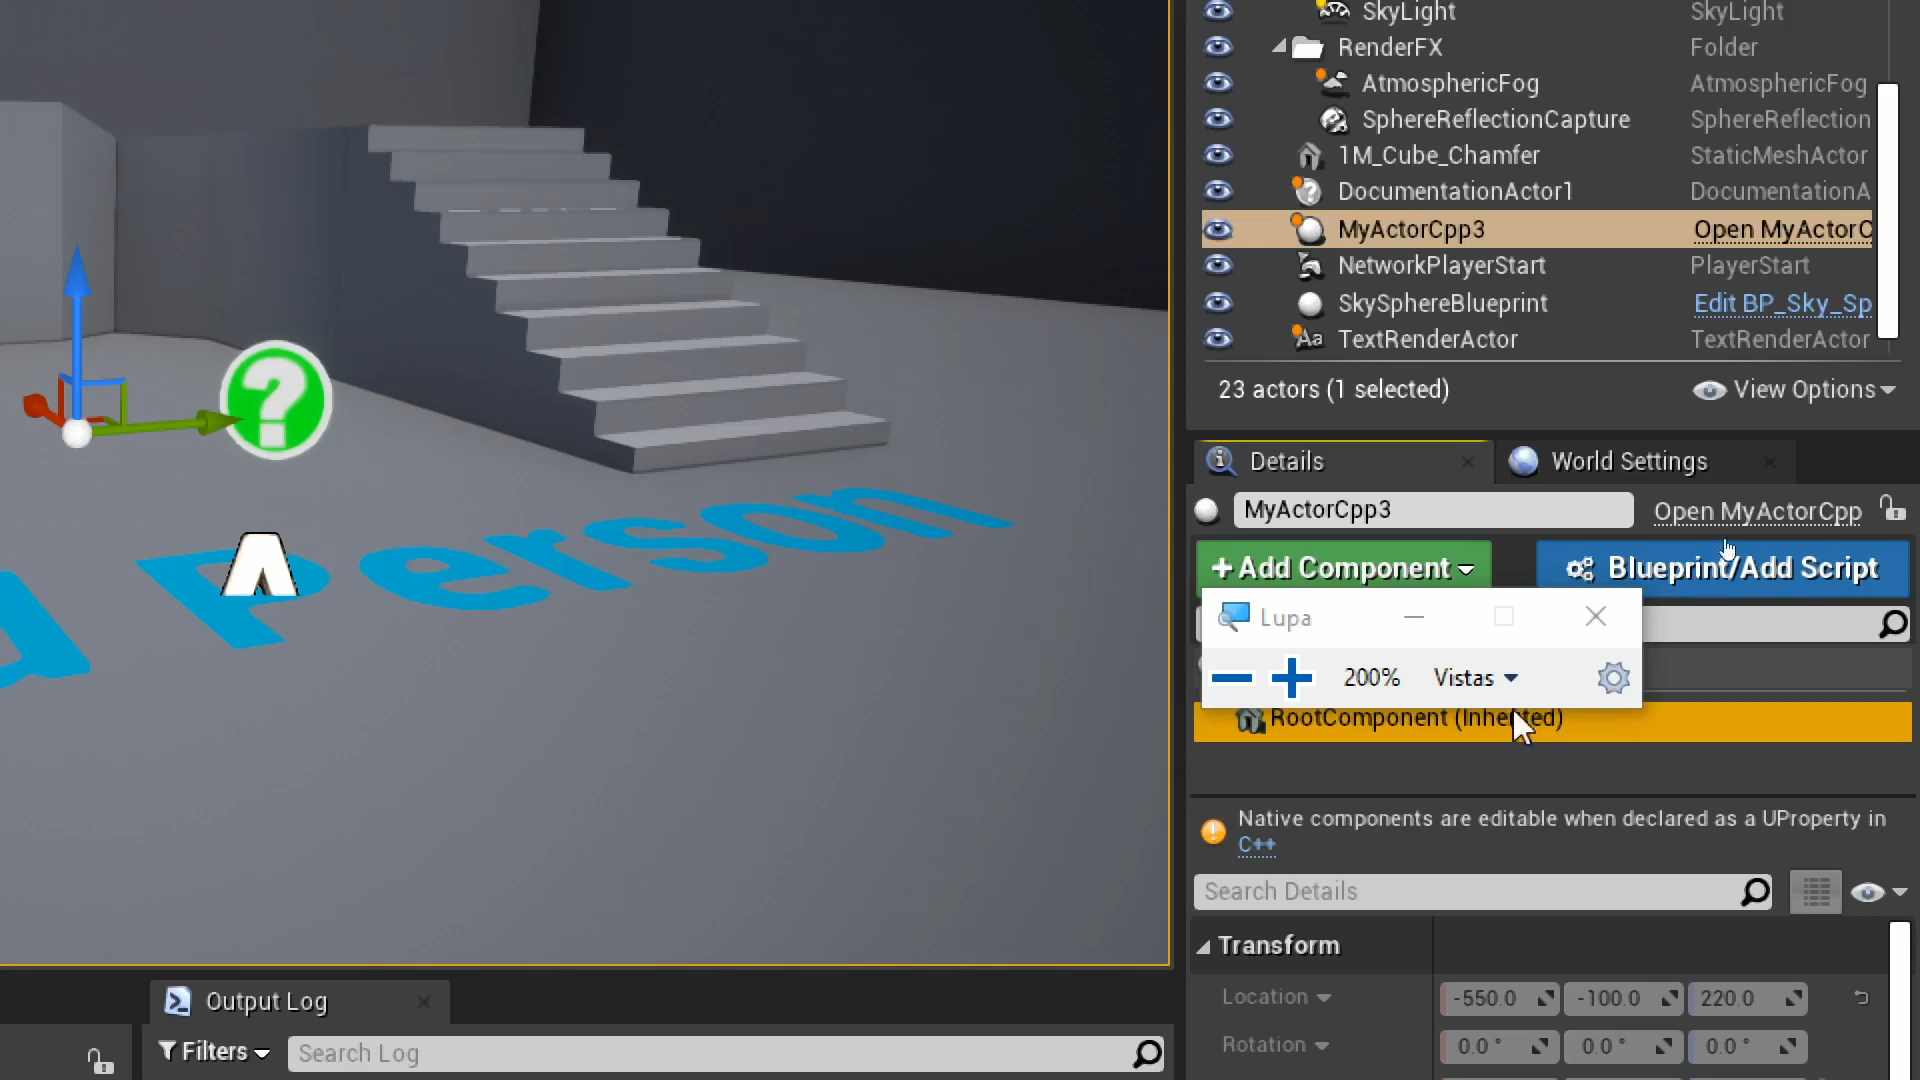 SkyLight SkyLight
RenderFX Folder
AtmosphericFog AtmosphericFog
SphereReflectionCapture SphereReflection
1M_Cube_Chamfer StaticMeshActor
DocumentationActor1 DocumentationA
MyActorCpp3 Open MyActorC
NetworkPlayerStart PlayerStart
SkySphereBlueprint Edit BP_Sky_Sp
Aa TextRenderActor TextRenderActor
23 actors (1 selected) View Options
Details World Settings
MyActorCpp3 Open MyActorCpp
+ Add Component Blueprint/Add Script
Lupa
200% Vistas
RootComponent (Inherited)
Native components are editable when declared as a UProperty in
C++
Search Details
Transform
Location -550.0 -100.0 220.0
Rotation 0.0 ° 0.0 ° 0.0 °
Person
Output Log
Filters Search Log